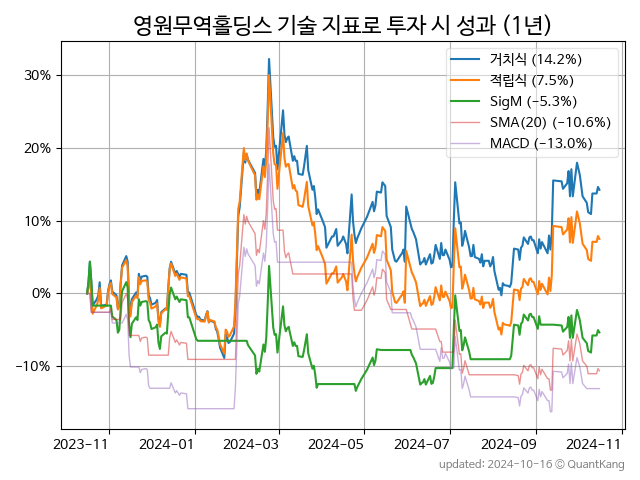 영원무역홀딩스 기술 지표로 투자 시 성과 (1년)
거치식 (14.2%)
적립식 (7.5%)
SigM (−5.3%)
SMA(20) (−10.6%)
MACD (−13.0%)
30%
20%
10%
0%
−10%
2023-11 2024-01 2024-03 2024-05 2024-07 2024-09 2024-11
updated: 2024-10-16 © QuantKang